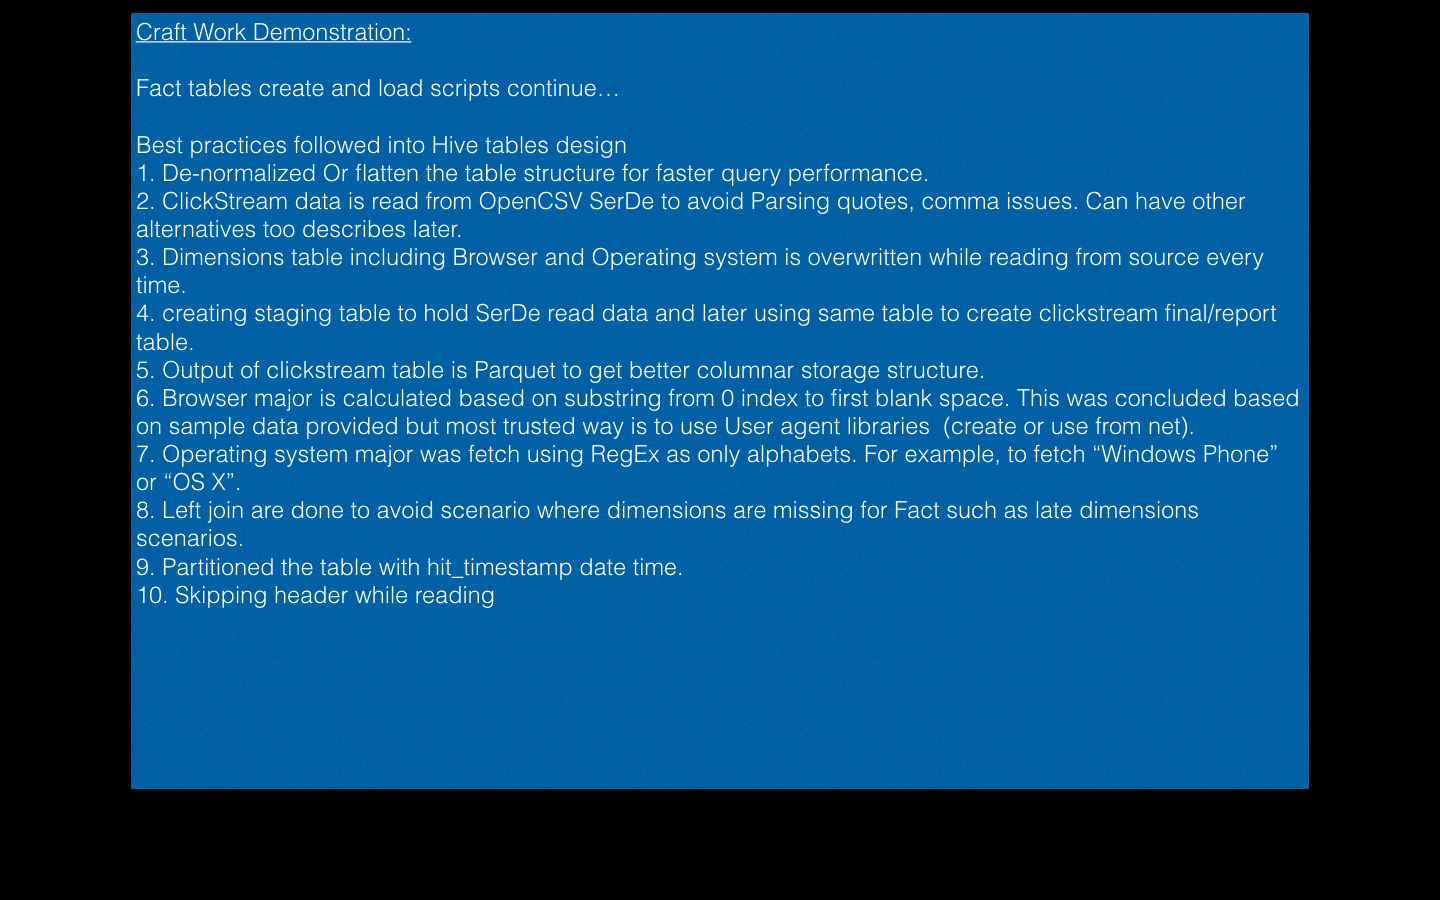 Craft Work Demonstration:
Fact tables create and load scripts continue…
Best practices followed into Hive tables design
1. De-normalized Or flatten the table structure for faster query performance.
2. ClickStream data is read from OpenCSV SerDe to avoid Parsing quotes, comma issues. Can have other
alternatives too describes later.
3. Dimensions table including Browser and Operating system is overwritten while reading from source every
time.
4. creating staging table to hold SerDe read data and later using same table to create clickstream final/report
table.
5. Output of clickstream table is Parquet to get better columnar storage structure.
6. Browser major is calculated based on substring from 0 index to first blank space. This was concluded based
on sample data provided but most trusted way is to use User agent libraries  (create or use from net).
7. Operating system major was fetch using RegEx as only alphabets. For example, to fetch “Windows Phone”
or “OS X”.
8. Left join are done to avoid scenario where dimensions are missing for Fact such as late dimensions
scenarios.
9. Partitioned the table with hit_timestamp date time.
10. Skipping header while reading